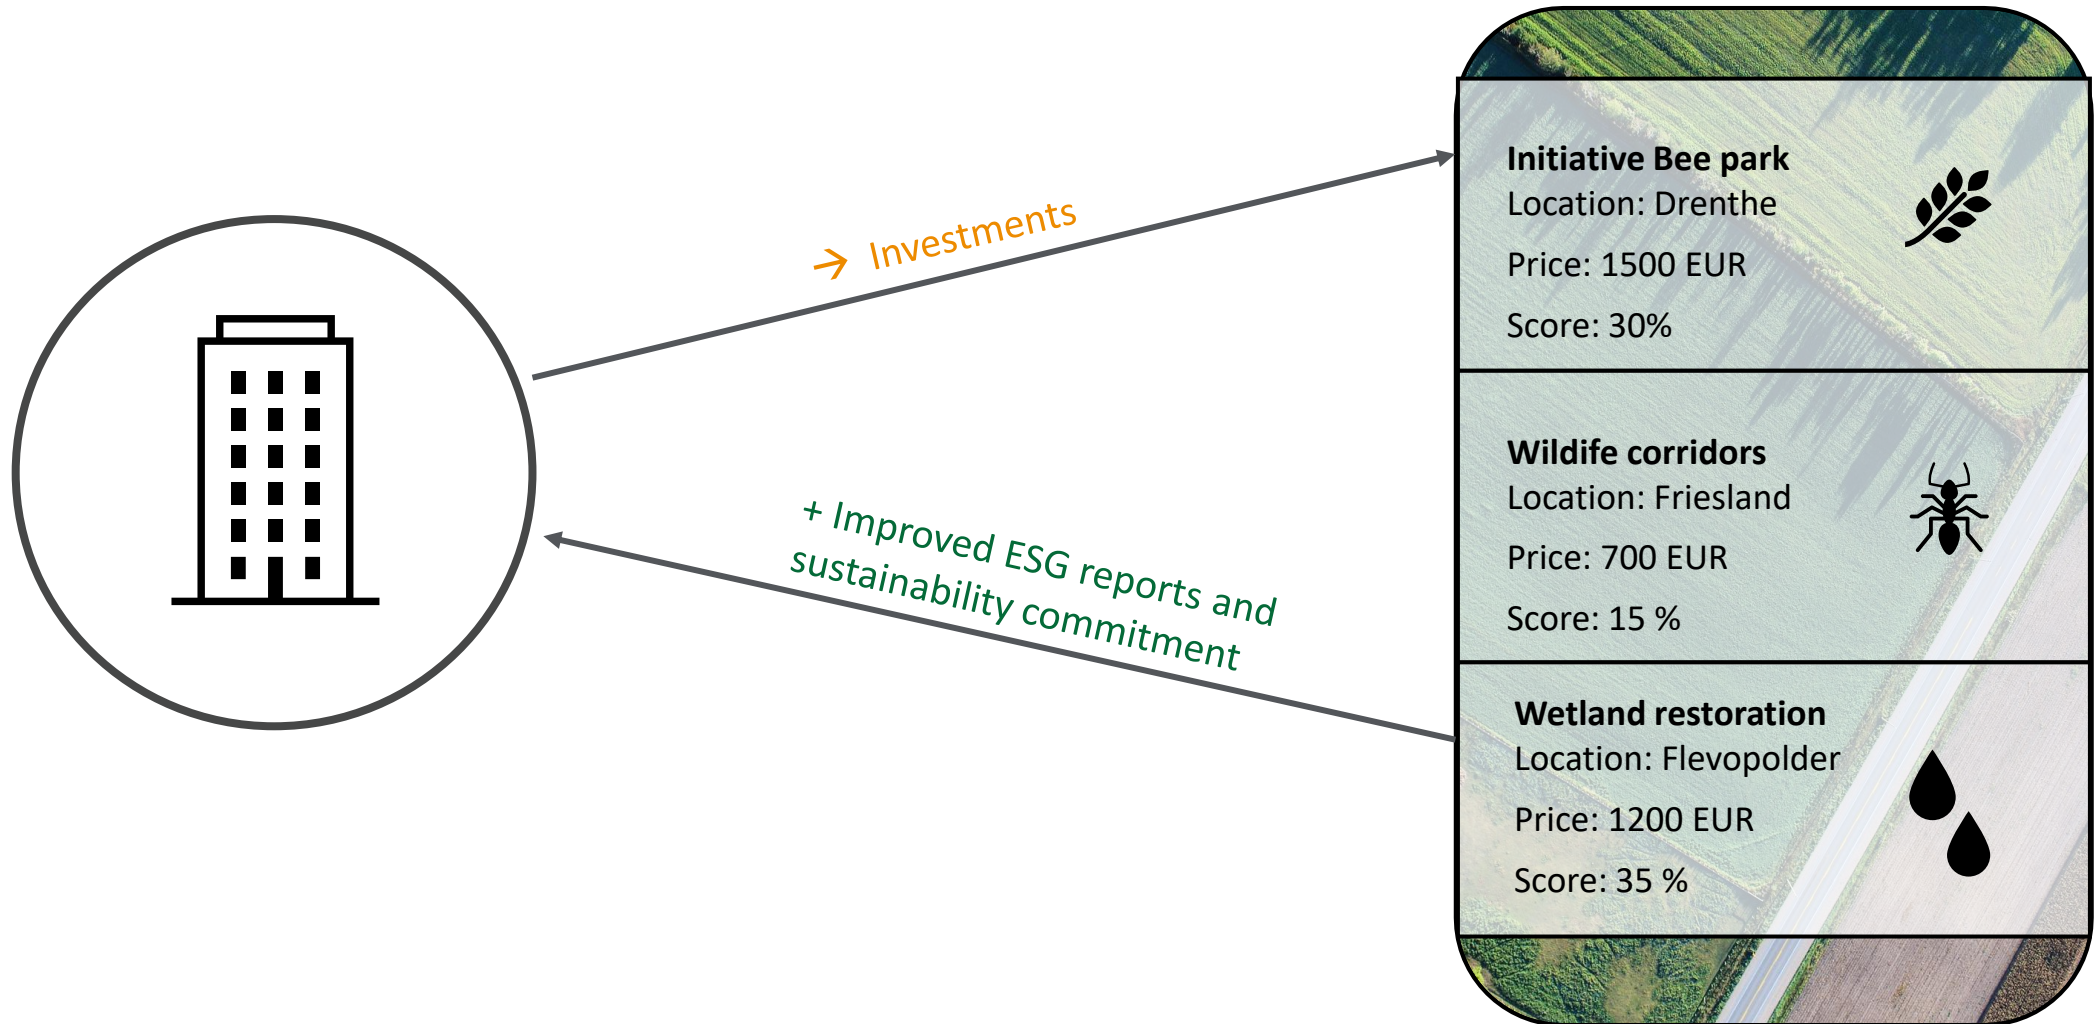 → Investments
+ Improved ESG reports and
sustainability commitment
Initiative Bee park
Location: Drenthe
Price: 1500 EUR
Score: 30%
Wildife corridors
Location: Friesland
Price: 700 EUR
Score: 15 %
Wetland restoration
Location: Flevopolder
Price: 1200 EUR
Score: 35 %